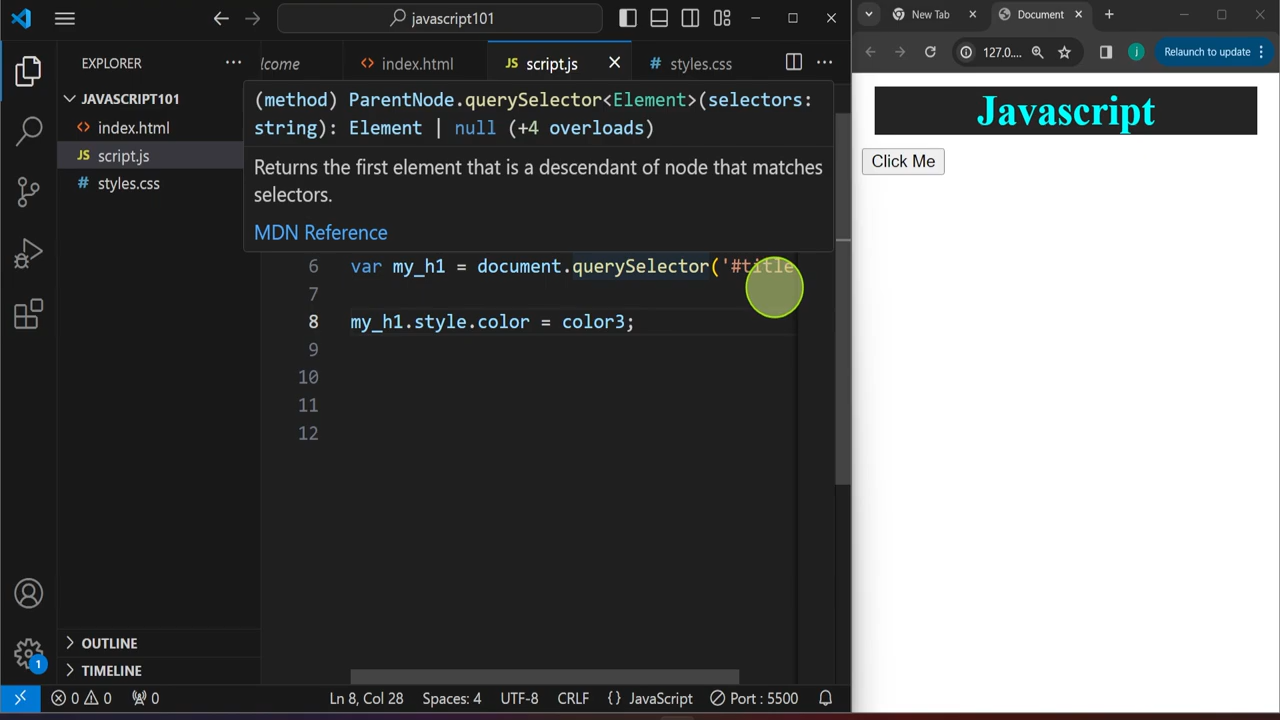 javascript101
New Tab
Document
EXPLORER
lcome
index.html
script.js
styles.css
127.0....
i
Relaunch to update
JAVASCRIPT101
index.html
JS script.js
# styles.css
(method) ParentNode.querySelector<Element>(selectors:
string): Element | null (+4 overloads)
Returns the first element that is a descendant of node that matches
selectors.
MDN Reference
6 var my_h1 = document.querySelector('#title
7
8 my_h1.style.color = color3;
9
10
11
12
Javascript
Click Me
OUTLINE
TIMELINE
1
0 0 0
Ln 8, Col 28
Spaces: 4
UTF-8
CRLF
{} JavaScript
Port : 5500